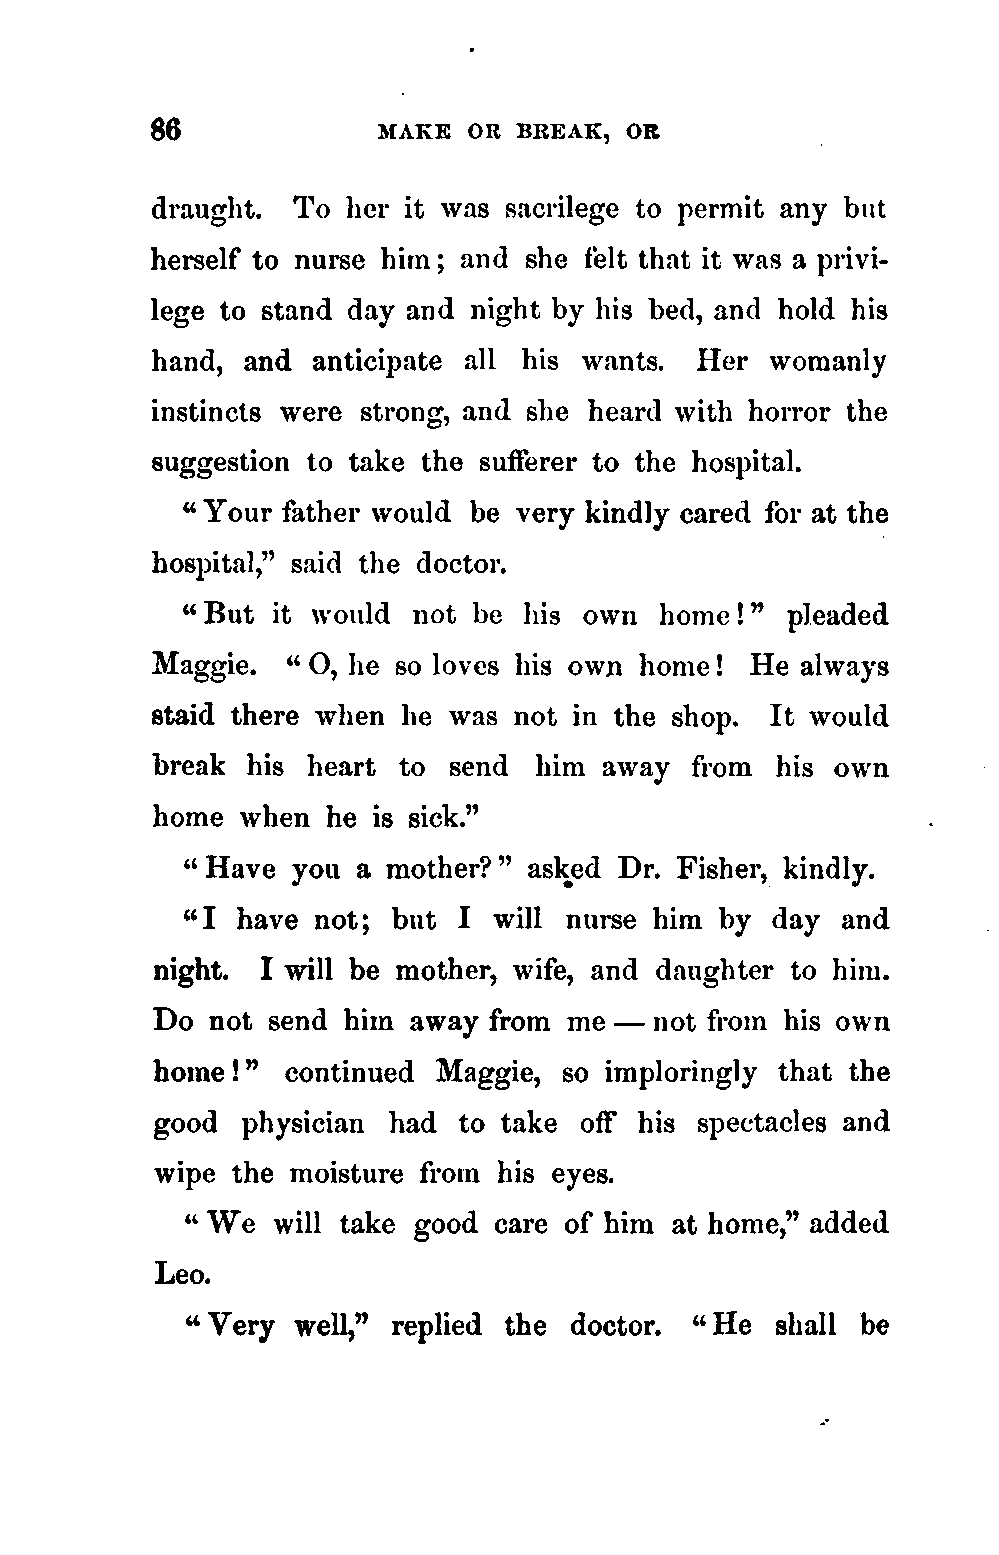 86 MAKE OR BREAK, OR
draught. To her it was sacrilege to permit any but
herself to nurse him; and she felt that it was a privi-
lege to stand day and night by his bed, and hold his
hand, and anticipate all his wants. Her womanly
instincts were strong, and she heard with horror the
suggestion to take the sufferer to the hospital.
“Your father would be very kindly cared for at the
hospital,” said the doctor.
“But it would not be his own home!” pleaded
Maggie. “O, he so loves his own home! He always
staid there when he was not in the shop. It would
break his heart to send him away from his own
home when he is sick.”
“Have you a mother?” asked Dr. Fisher, kindly.
“I have not; but I will nurse him by day and
night. I will be mother, wife, and daughter to him.
Do not send him away from me — not from his own
home!” continued Maggie, so imploringly that the
good physician had to take off his spectacles and
wipe the moisture from his eyes.
“We will take good care of him at home,” added
Leo.
“Very well,” replied the doctor. “He shall be